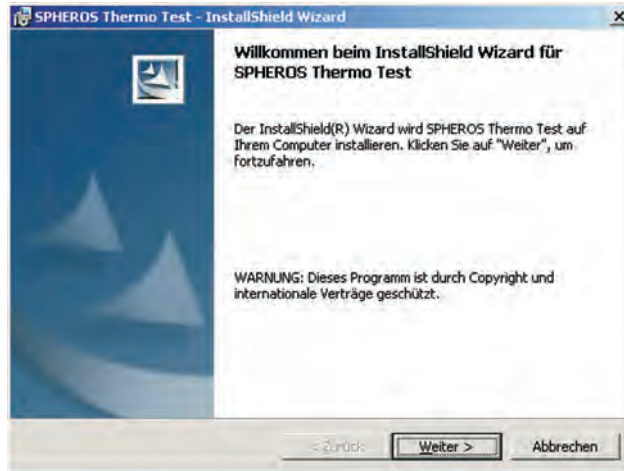 SPHEROS Thermo Test - InstallShield Wizard
Willkommen beim InstallShield Wizard für
SPHEROS Thermo Test
Der InstallShield(R) Wizard wird SPHEROS Thermo Test auf
Ihrem Computer installieren. Klicken Sie auf "Weiter", um
fortzufahren.
WARNUNG: Dieses Programm ist durch Copyright und
internationale Verträge geschützt.
< Zurück
Weiter >
Abbrechen